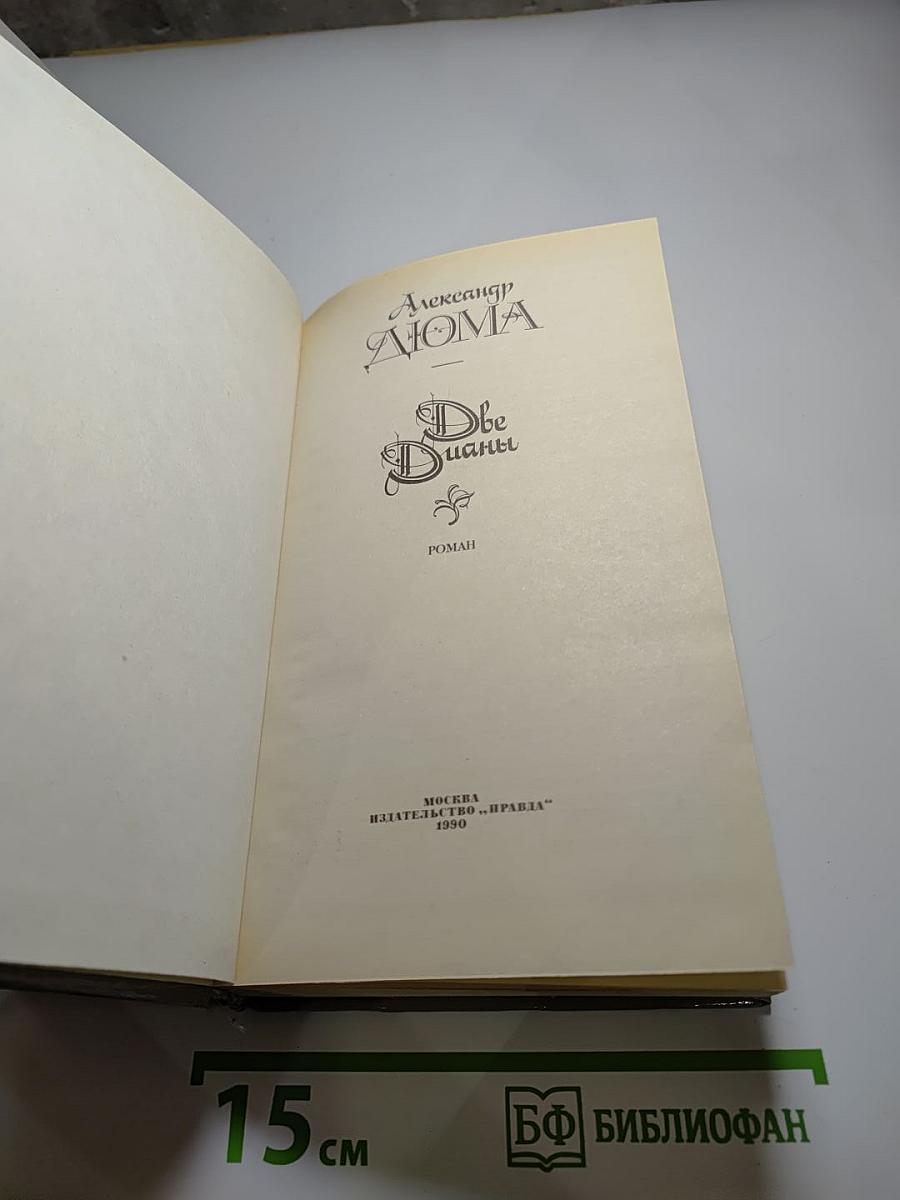 Александр
ДЮМА
Две
Дианы
РОМАН
МОСКВА
ИЗДАТЕЛЬСТВО „ПРАВДА“
1990
15 см
БФ БИБЛИОФАН